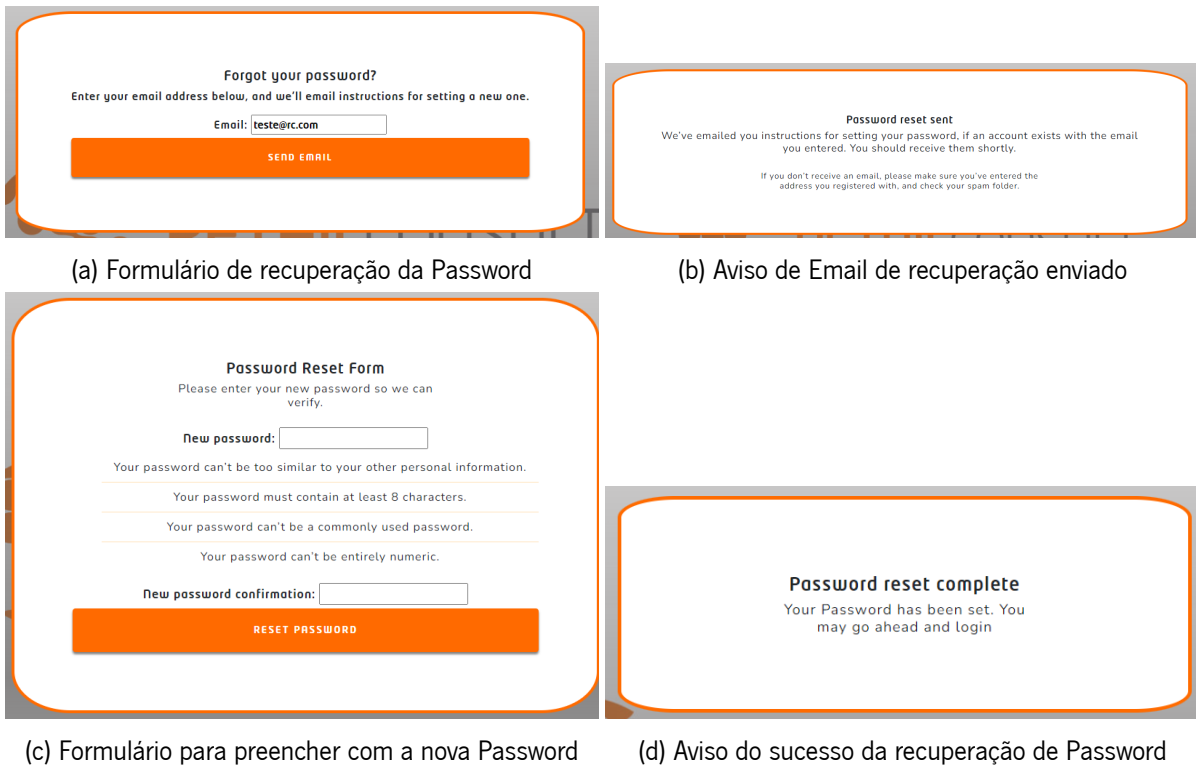 Forgot your password?
Enter your email address below, and we'll email instructions for setting a new one.
Email: teste@rc.com
SEND EMAIL
(a) Formulário de recuperação da Password
Password reset sent
We've emailed you instructions for setting your password, if an account exists with the email
you entered. You should receive them shortly.
If you don't receive an email, please make sure you've entered the
address you registered with, and check your spam folder.
(b) Aviso de Email de recuperação enviado
Password Reset Form
Please enter your new password so we can
verify.
New password:
Your password can't be too similar to your other personal information.
Your password must contain at least 8 characters.
Your password can't be a commonly used password.
Your password can't be entirely numeric.
New password confirmation:
RESET PASSWORD
(c) Formulário para preencher com a nova Password
Password reset complete
Your Password has been set. You
may go ahead and login
(d) Aviso do sucesso da recuperação de Password